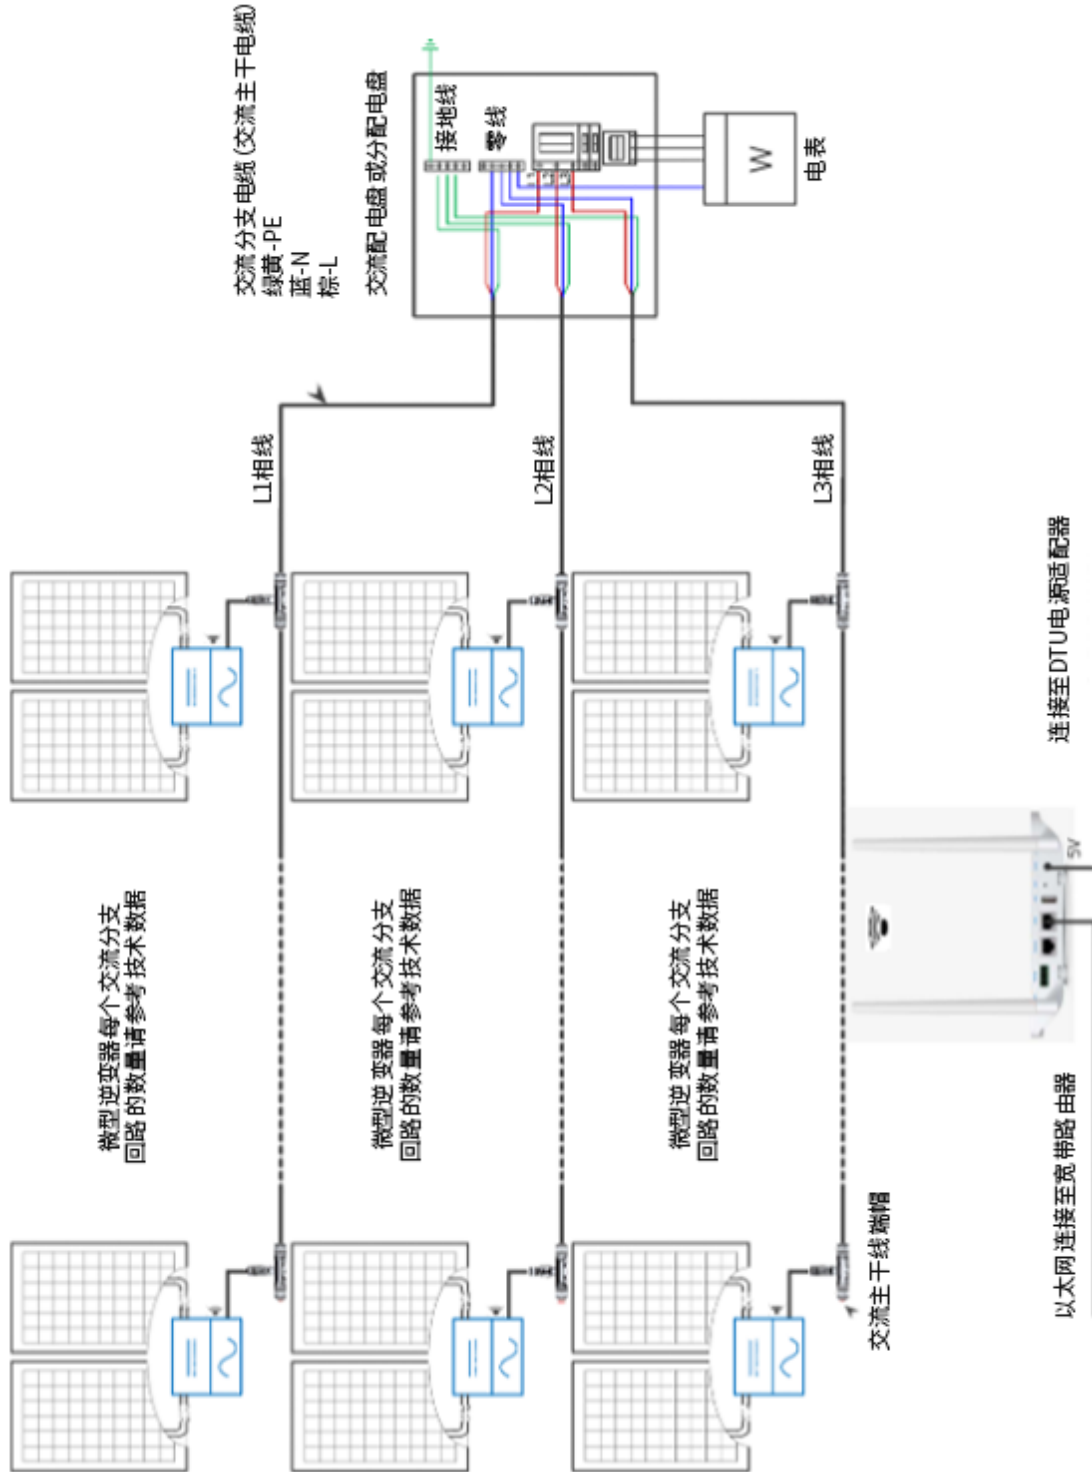 交流分支电缆(交流主干电缆)
绿黄-PE
蓝-N
棕-L
交流配电盘或分配电盘
接地线
零线
L1
L2
L3
W
电表
L1相线
L2相线
L3相线
微型逆变器每个交流分支
回路的数量请参考技术数据
微型逆变器每个交流分支
回路的数量请参考技术数据
微型逆变器每个交流分支
回路的数量请参考技术数据
交流主干线端帽
5V
连接至DTU电源适配器
以太网连接至宽带路由器